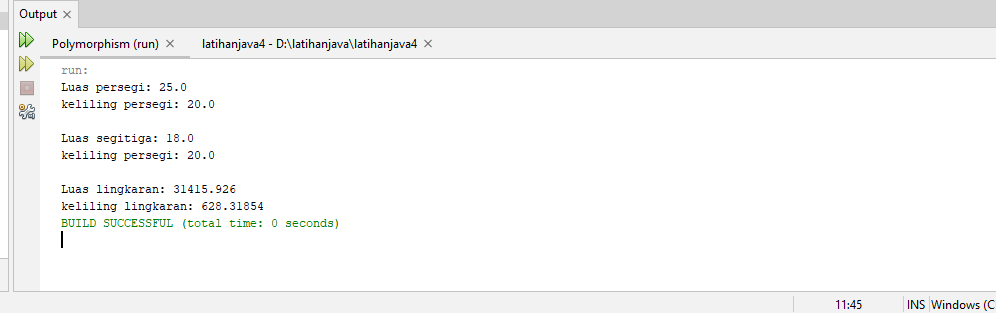 Output
Polymorphism (run)
latihanjava4 - D:\latihanjava\latihanjava4
run:
Luas persegi: 25.0
keliling persegi: 20.0
Luas segitiga: 18.0
keliling persegi: 20.0
Luas lingkaran: 31415.926
keliling lingkaran: 628.31854
BUILD SUCCESSFUL (total time: 0 seconds)
11:45
INS
Windows (C